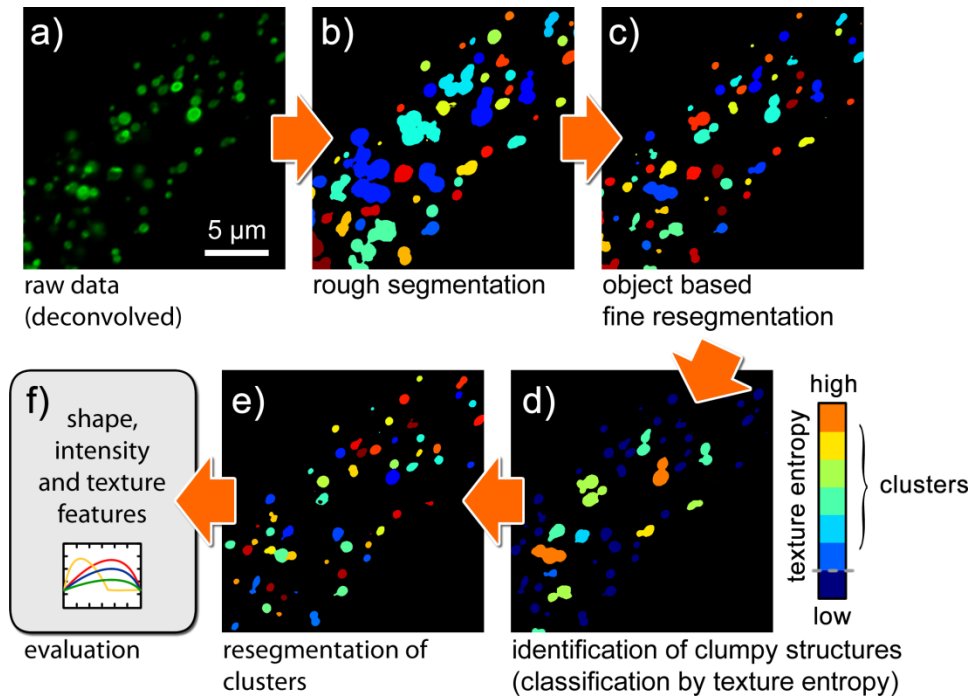 a)
b)
c)
5 µm
raw data
(deconvolved)
rough segmentation
object based
fine resegmentation
f)
shape,
intensity
and texture
features
evaluation
e)
resegmentation of
clusters
d)
identification of clumpy structures
(classification by texture entropy)
high
texture entropy
clusters
low